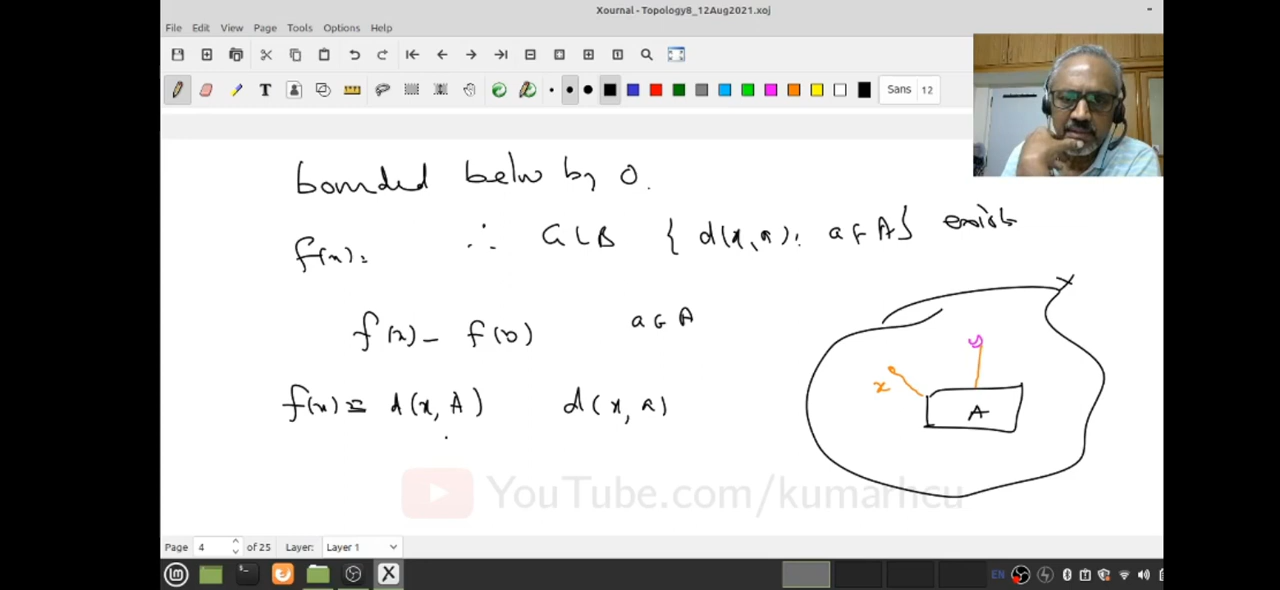 Xournal - Topology8_12Aug2021.xoj
File Edit View Page Tools Options Help
Sans 12
bounded below by 0.
f(x) = ∴ GLB { d(x, a) : a ∈ A } exists
f(x) - f(y) a ∈ A
f(x) = d(x, A) d(x, a)
X
y
x
A
YouTube.com/kumarhcu
Page 4 of 25 Layer: Layer 1
EN